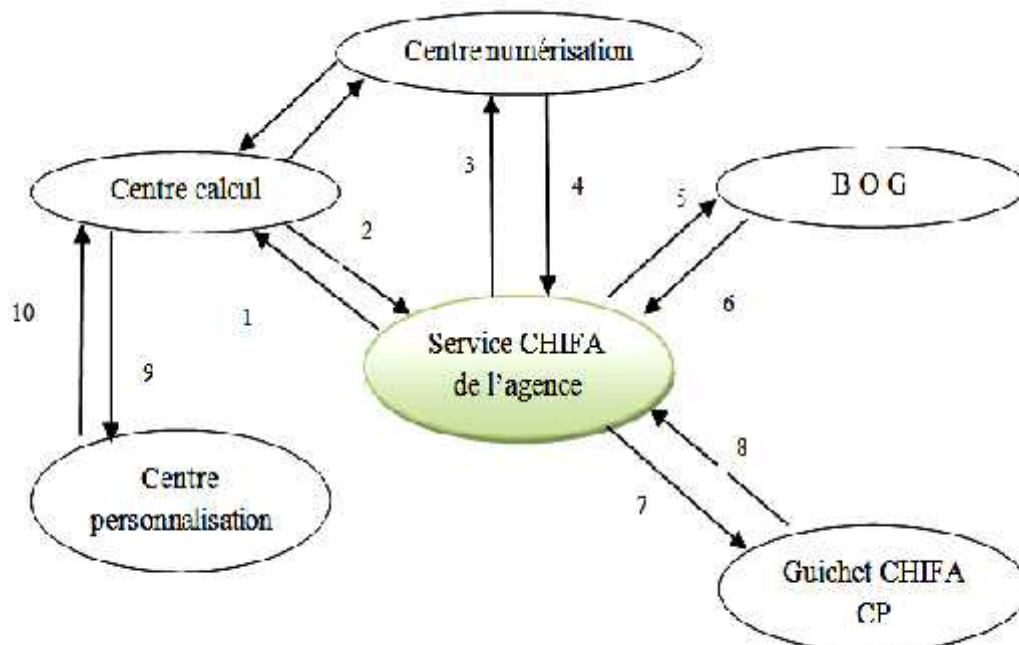 Centre numérisation
3
4
5
B O G
Centre calcul
2
6
10
1
Service CHIFA
de l'agence
9
8
Centre
personnalisation
7
Guichet CHIFA
CP